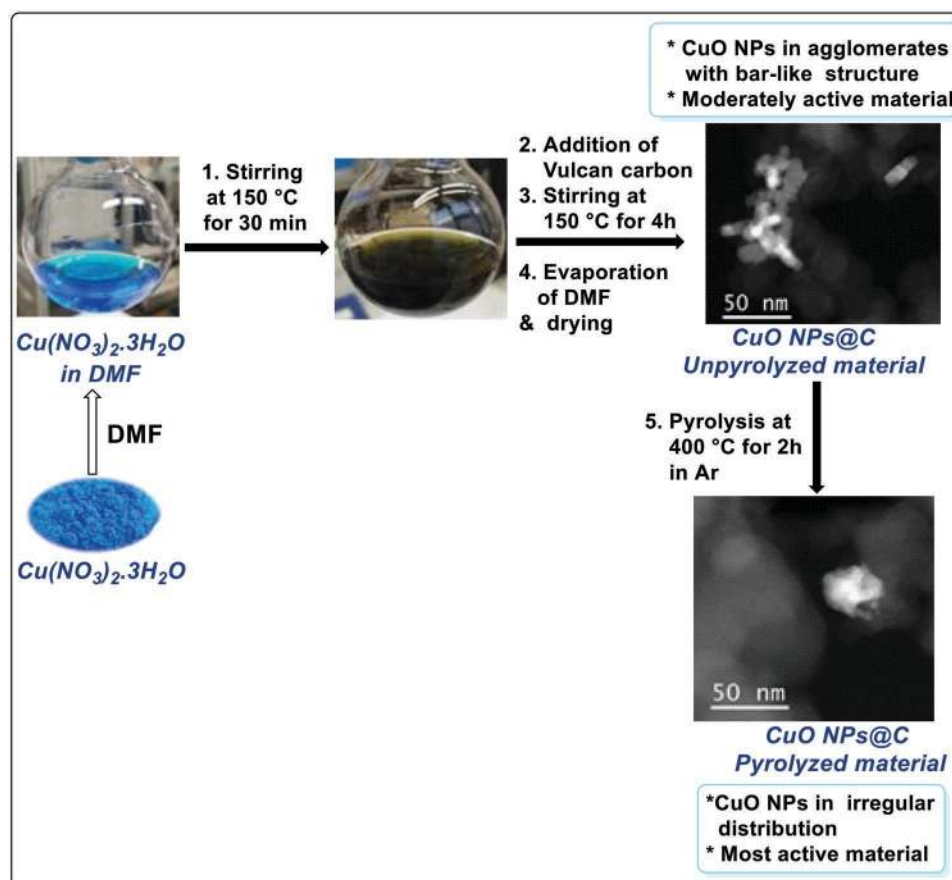 * CuO NPs in agglomerates
with bar-like structure
* Moderately active material
1. Stirring
at 150 °C
for 30 min
2. Addition of
Vulcan carbon
3. Stirring at
150 °C for 4h
4. Evaporation
of DMF
& drying
50 nm
Cu(NO₃)₂.3H₂O
in DMF
CuO NPs@C
Unpyrolyzed material
DMF
5. Pyrolysis at
400 °C for 2h
in Ar
Cu(NO₃)₂.3H₂O
50 nm
CuO NPs@C
Pyrolyzed material
*CuO NPs in irregular
distribution
* Most active material